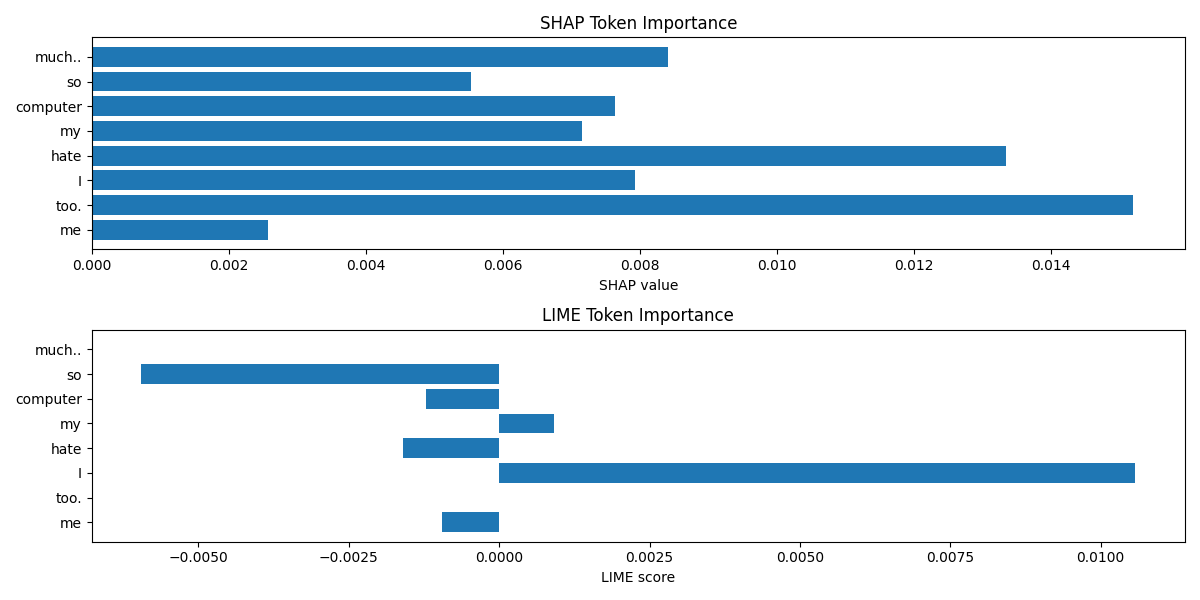 SHAP Token Importance
much..
so
computer
my
hate
I
too.
me
0.000 0.002 0.004 0.006 0.008 0.010 0.012 0.014
SHAP value
LIME Token Importance
much..
so
computer
my
hate
I
too.
me
−0.0050 −0.0025 0.0000 0.0025 0.0050 0.0075 0.0100
LIME score